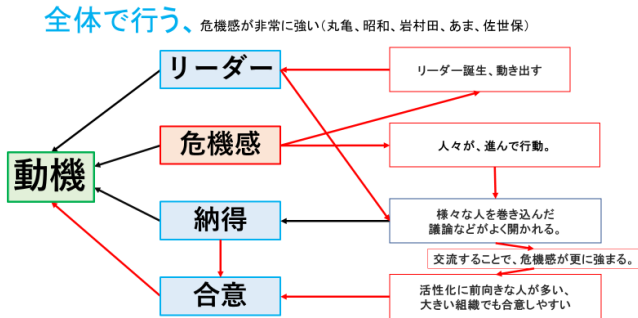 全体で行う、危機感が非常に強い（丸亀、昭和、岩村田、あま、佐世保）
リーダー
リーダー誕生、動き出す
危機感
人々が、進んで行動。
動機
納得
様々な人を巻き込んだ
議論などがよく開かれる。
交流することで、危機感が更に強まる。
合意
活性化に前向きな人が多い、
大きい組織でも合意しやすい